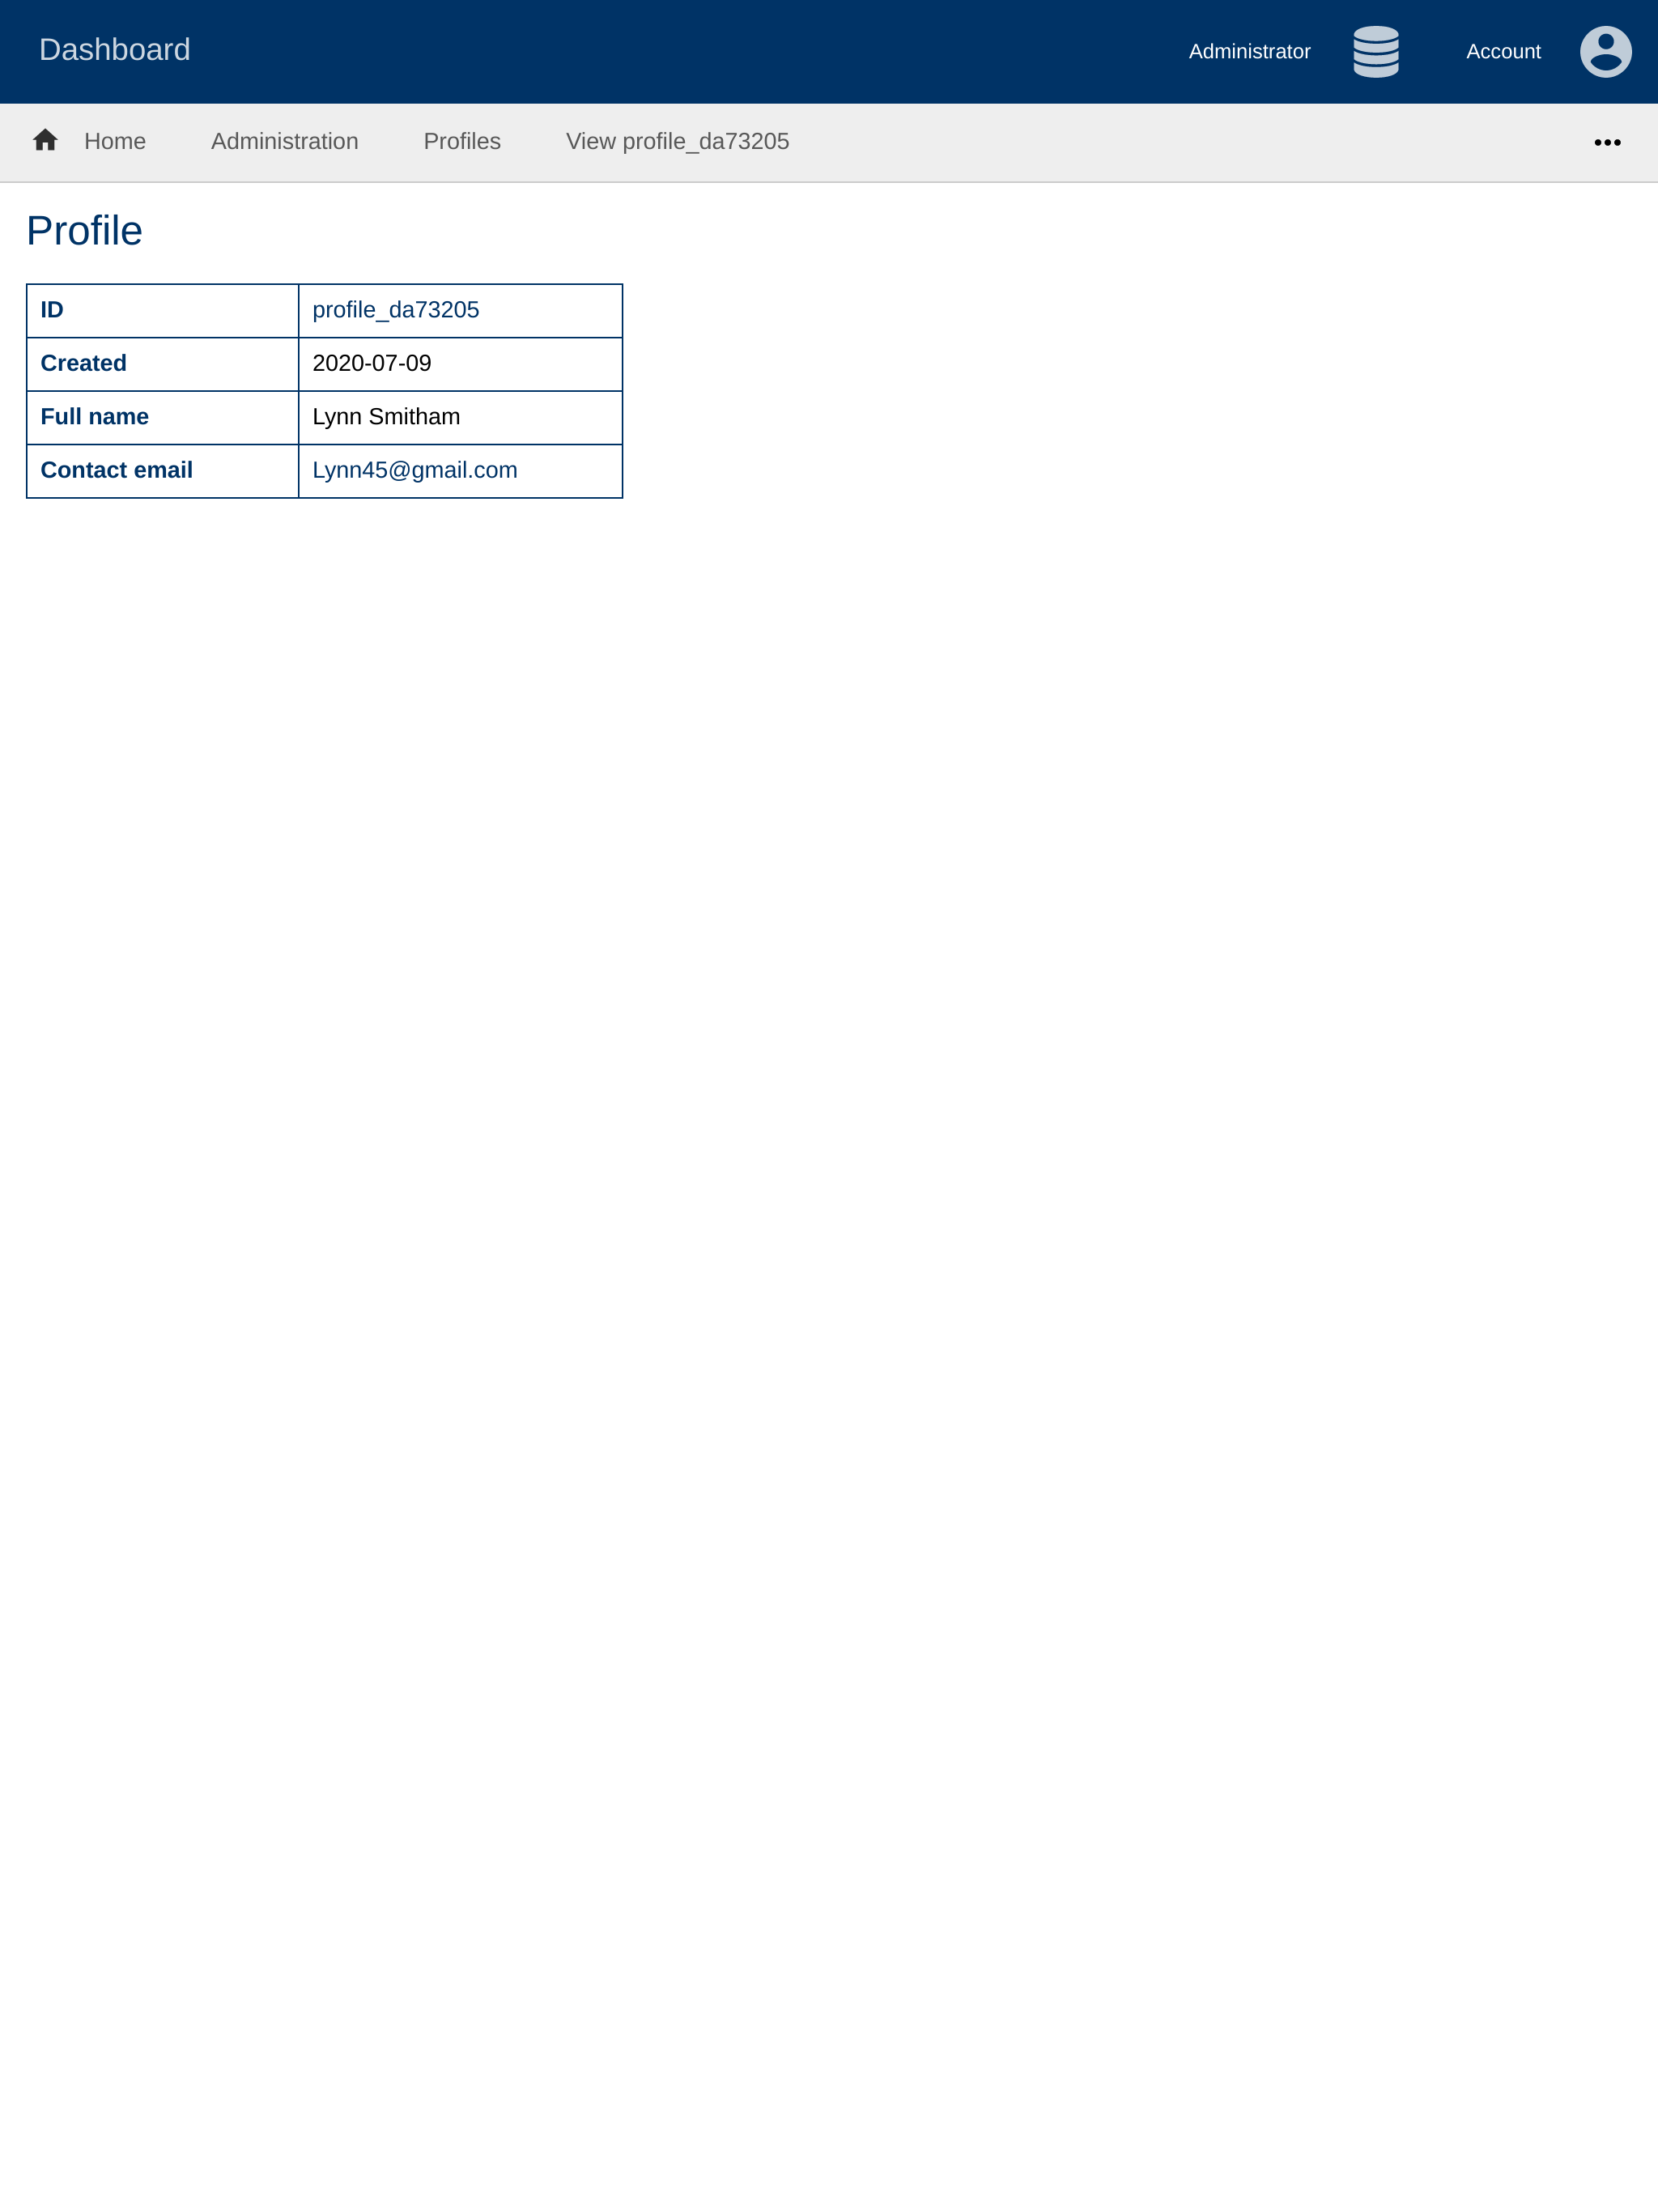 Dashboard Administrator Account
Home Administration Profiles View profile_da73205
Profile
ID profile_da73205
Created 2020-07-09
Full name Lynn Smitham
Contact email Lynn45@gmail.com